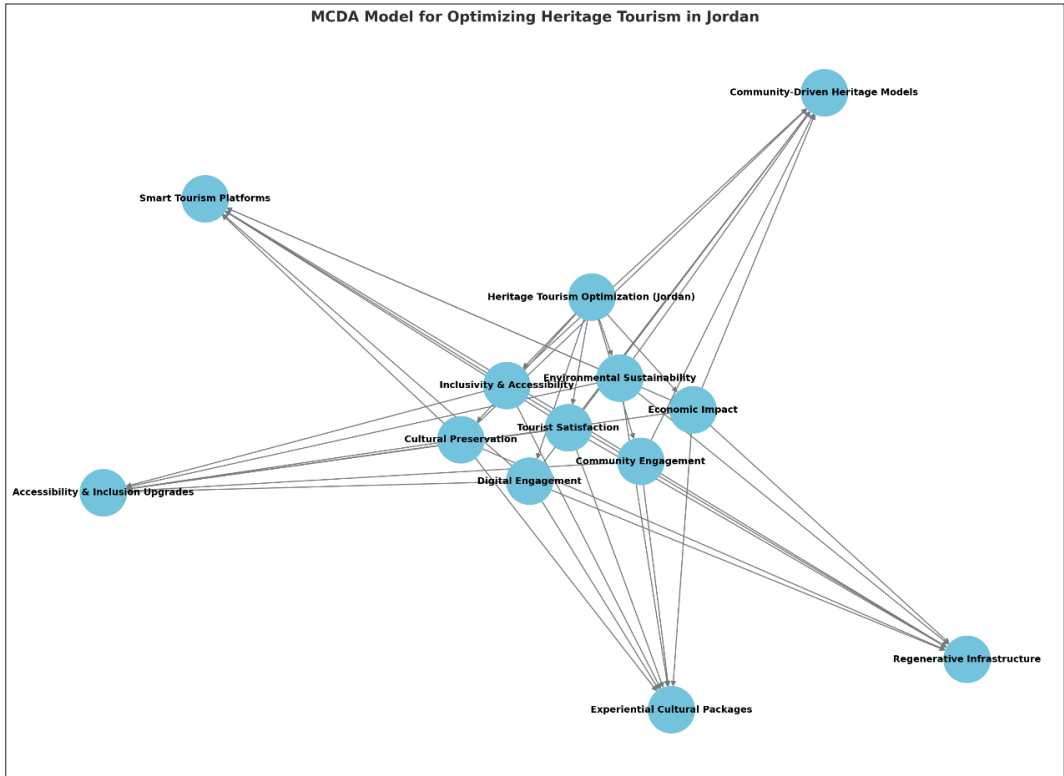 MCDA Model for Optimizing Heritage Tourism in Jordan
Community-Driven Heritage Models
Smart Tourism Platforms
Heritage Tourism Optimization (Jordan)
Environmental Sustainability
Inclusivity & Accessibility
Economic Impact
Tourist Satisfaction
Cultural Preservation
Community Engagement
Digital Engagement
Accessibility & Inclusion Upgrades
Regenerative Infrastructure
Experiential Cultural Packages